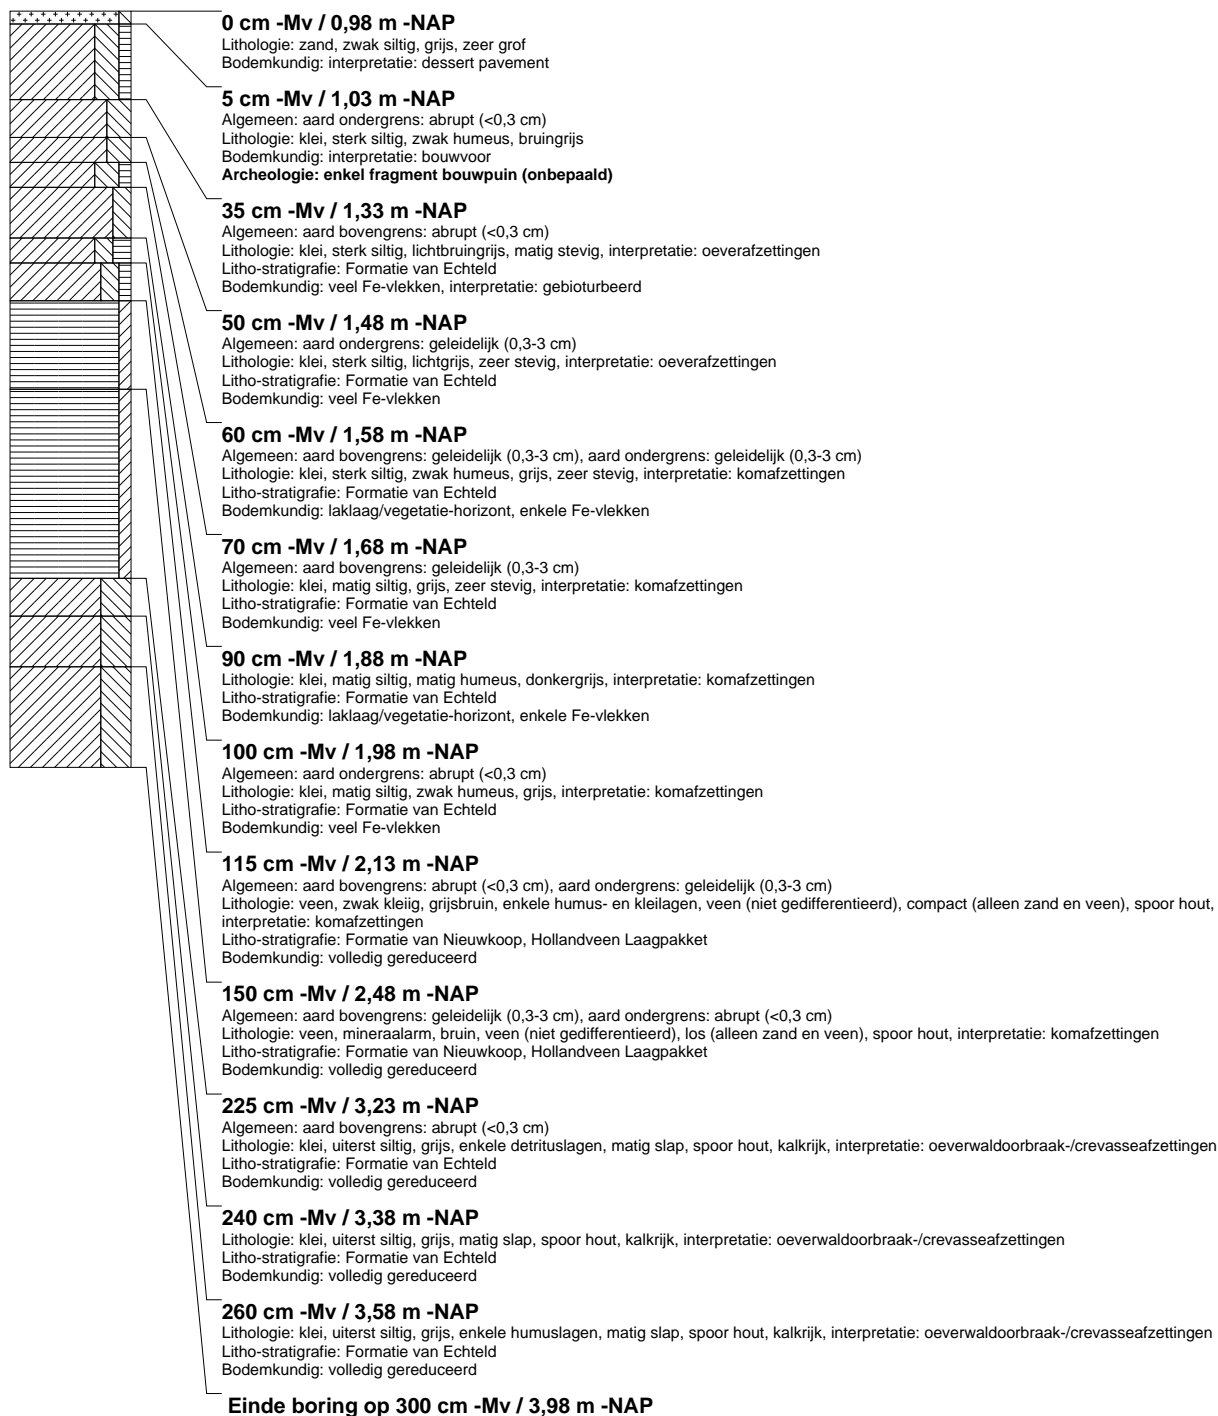 0 cm -Mv / 0,98 m -NAP
Lithologie: zand, zwak siltig, grijs, zeer grof
Bodemkundig: interpretatie: dessert pavement
5 cm -Mv / 1,03 m -NAP
Algemeen: aard ondergrens: abrupt (<0,3 cm)
Lithologie: klei, sterk siltig, zwak humeus, bruingrijs
Bodemkundig: interpretatie: bouwvoor
Archeologie: enkel fragment bouwpuin (onbepaald)
35 cm -Mv / 1,33 m -NAP
Algemeen: aard bovengrens: abrupt (<0,3 cm)
Lithologie: klei, sterk siltig, lichtbruingrijs, matig stevig, interpretatie: oeverafzettingen
Litho-stratigrafie: Formatie van Echteld
Bodemkundig: veel Fe-vlekken, interpretatie: gebioturbeerd
50 cm -Mv / 1,48 m -NAP
Algemeen: aard ondergrens: geleidelijk (0,3-3 cm)
Lithologie: klei, sterk siltig, lichtgrijs, zeer stevig, interpretatie: oeverafzettingen
Litho-stratigrafie: Formatie van Echteld
Bodemkundig: veel Fe-vlekken
60 cm -Mv / 1,58 m -NAP
Algemeen: aard bovengrens: geleidelijk (0,3-3 cm), aard ondergrens: geleidelijk (0,3-3 cm)
Lithologie: klei, sterk siltig, zwak humeus, grijs, zeer stevig, interpretatie: komafzettingen
Litho-stratigrafie: Formatie van Echteld
Bodemkundig: laklaag/vegetatie-horizont, enkele Fe-vlekken
70 cm -Mv / 1,68 m -NAP
Algemeen: aard bovengrens: geleidelijk (0,3-3 cm)
Lithologie: klei, matig siltig, grijs, zeer stevig, interpretatie: komafzettingen
Litho-stratigrafie: Formatie van Echteld
Bodemkundig: veel Fe-vlekken
90 cm -Mv / 1,88 m -NAP
Lithologie: klei, matig siltig, matig humeus, donkergrijs, interpretatie: komafzettingen
Litho-stratigrafie: Formatie van Echteld
Bodemkundig: laklaag/vegetatie-horizont, enkele Fe-vlekken
100 cm -Mv / 1,98 m -NAP
Algemeen: aard ondergrens: abrupt (<0,3 cm)
Lithologie: klei, matig siltig, zwak humeus, grijs, interpretatie: komafzettingen
Litho-stratigrafie: Formatie van Echteld
Bodemkundig: veel Fe-vlekken
115 cm -Mv / 2,13 m -NAP
Algemeen: aard bovengrens: abrupt (<0,3 cm), aard ondergrens: geleidelijk (0,3-3 cm)
Lithologie: veen, zwak kleiig, grijsbruin, enkele humus- en kleilagen, veen (niet gedifferentieerd), compact (alleen zand en veen), spoor hout,
interpretatie: komafzettingen
Litho-stratigrafie: Formatie van Nieuwkoop, Hollandveen Laagpakket
Bodemkundig: volledig gereduceerd
150 cm -Mv / 2,48 m -NAP
Algemeen: aard bovengrens: geleidelijk (0,3-3 cm), aard ondergrens: abrupt (<0,3 cm)
Lithologie: veen, mineraalarm, bruin, veen (niet gedifferentieerd), los (alleen zand en veen), spoor hout, interpretatie: komafzettingen
Litho-stratigrafie: Formatie van Nieuwkoop, Hollandveen Laagpakket
Bodemkundig: volledig gereduceerd
225 cm -Mv / 3,23 m -NAP
Algemeen: aard bovengrens: abrupt (<0,3 cm)
Lithologie: klei, uiterst siltig, grijs, enkele detrituslagen, matig slap, spoor hout, kalkrijk, interpretatie: oeverwaldoorbraak-/crevasseafzettingen
Litho-stratigrafie: Formatie van Echteld
Bodemkundig: volledig gereduceerd
240 cm -Mv / 3,38 m -NAP
Lithologie: klei, uiterst siltig, grijs, matig slap, spoor hout, kalkrijk, interpretatie: oeverwaldoorbraak-/crevasseafzettingen
Litho-stratigrafie: Formatie van Echteld
Bodemkundig: volledig gereduceerd
260 cm -Mv / 3,58 m -NAP
Lithologie: klei, uiterst siltig, grijs, enkele humuslagen, matig slap, spoor hout, kalkrijk, interpretatie: oeverwaldoorbraak-/crevasseafzettingen
Litho-stratigrafie: Formatie van Echteld
Bodemkundig: volledig gereduceerd
Einde boring op 300 cm -Mv / 3,98 m -NAP